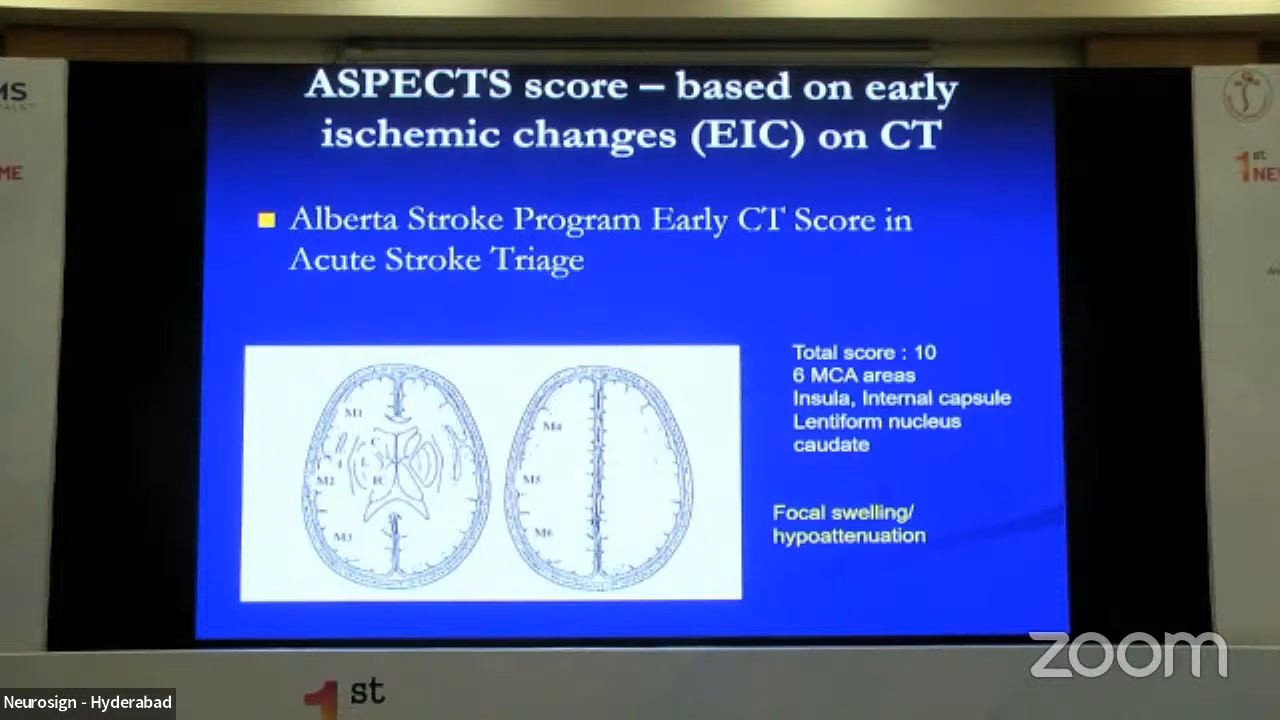 ASPECTS score – based on early
ischemic changes (EIC) on CT
Alberta Stroke Program Early CT Score in
Acute Stroke Triage
Total score : 10
6 MCA areas
Insula, Internal capsule
Lentiform nucleus
caudate
Focal swelling/
hypoattenuation
M1
C
I
L
M2
IC
M3
M4
M5
M6
MS
ME
1st
NE
1st
zoom
Neurosign - Hyderabad